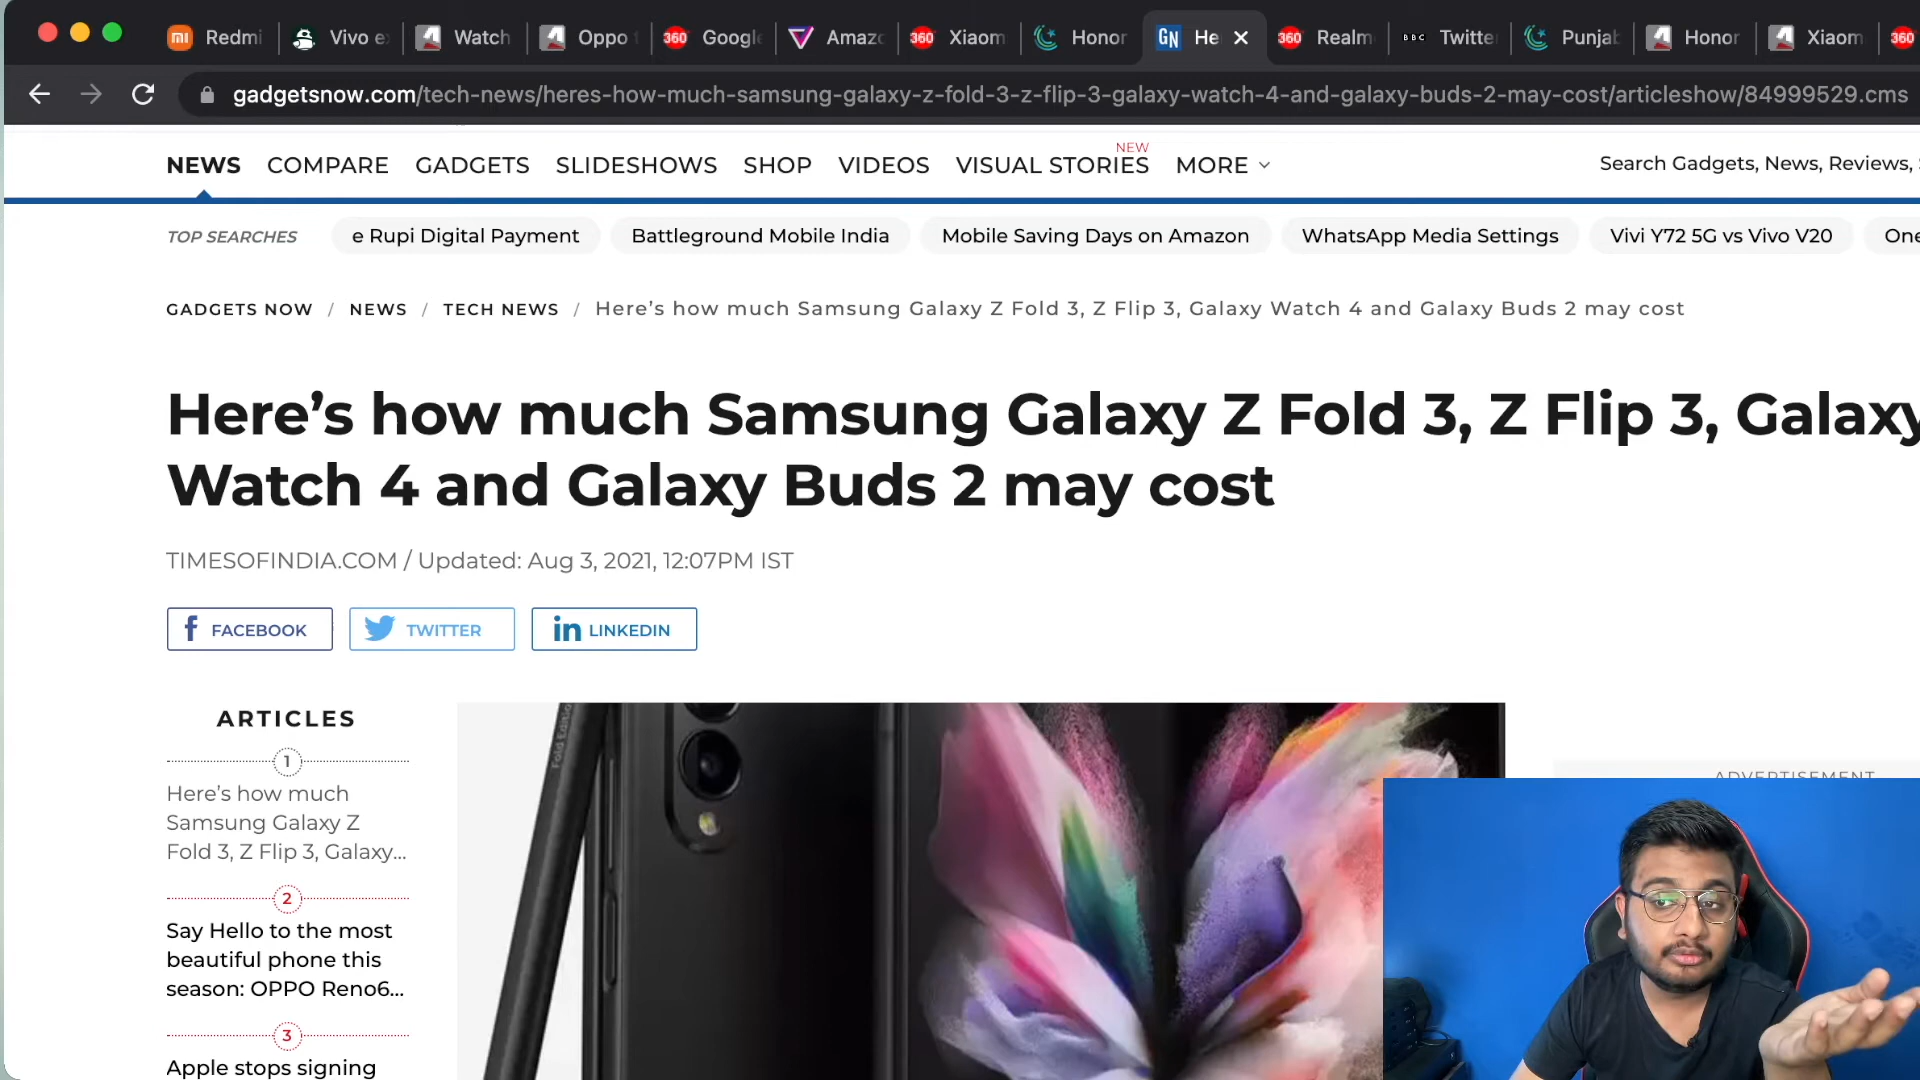 Redmi
Vivo e
Watch
Oppo
Google
Amaz
Xiaom
Honor
GN He
Realm
BBC Twitte
Punja
Honor
Xiaom
360
gadgetsnow.com/tech-news/heres-how-much-samsung-galaxy-z-fold-3-z-flip-3-galaxy-watch-4-and-galaxy-buds-2-may-cost/articleshow/84999529.cms
NEWS COMPARE GADGETS SLIDESHOWS SHOP VIDEOS VISUAL STORIES NEW MORE
Search Gadgets, News, Reviews,
TOP SEARCHES e Rupi Digital Payment Battleground Mobile India Mobile Saving Days on Amazon WhatsApp Media Settings Vivi Y72 5G vs Vivo V20 One
GADGETS NOW / NEWS / TECH NEWS / Here's how much Samsung Galaxy Z Fold 3, Z Flip 3, Galaxy Watch 4 and Galaxy Buds 2 may cost
Here's how much Samsung Galaxy Z Fold 3, Z Flip 3, Galaxy
Watch 4 and Galaxy Buds 2 may cost
TIMESOFINDIA.COM / Updated: Aug 3, 2021, 12:07PM IST
FACEBOOK TWITTER LINKEDIN
ARTICLES
1
Here's how much
Samsung Galaxy Z
Fold 3, Z Flip 3, Galaxy...
2
Say Hello to the most
beautiful phone this
season: OPPO Reno6...
3
Apple stops signing
Fold Edition
ADVERTISEMENT